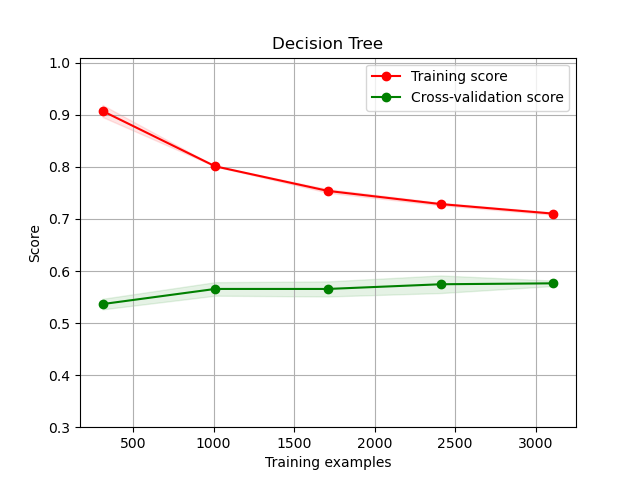 Decision Tree
1.0
0.9
0.8
0.7
0.6
0.5
0.4
0.3
Score
Training score
Cross-validation score
500
1000
1500
2000
2500
3000
Training examples